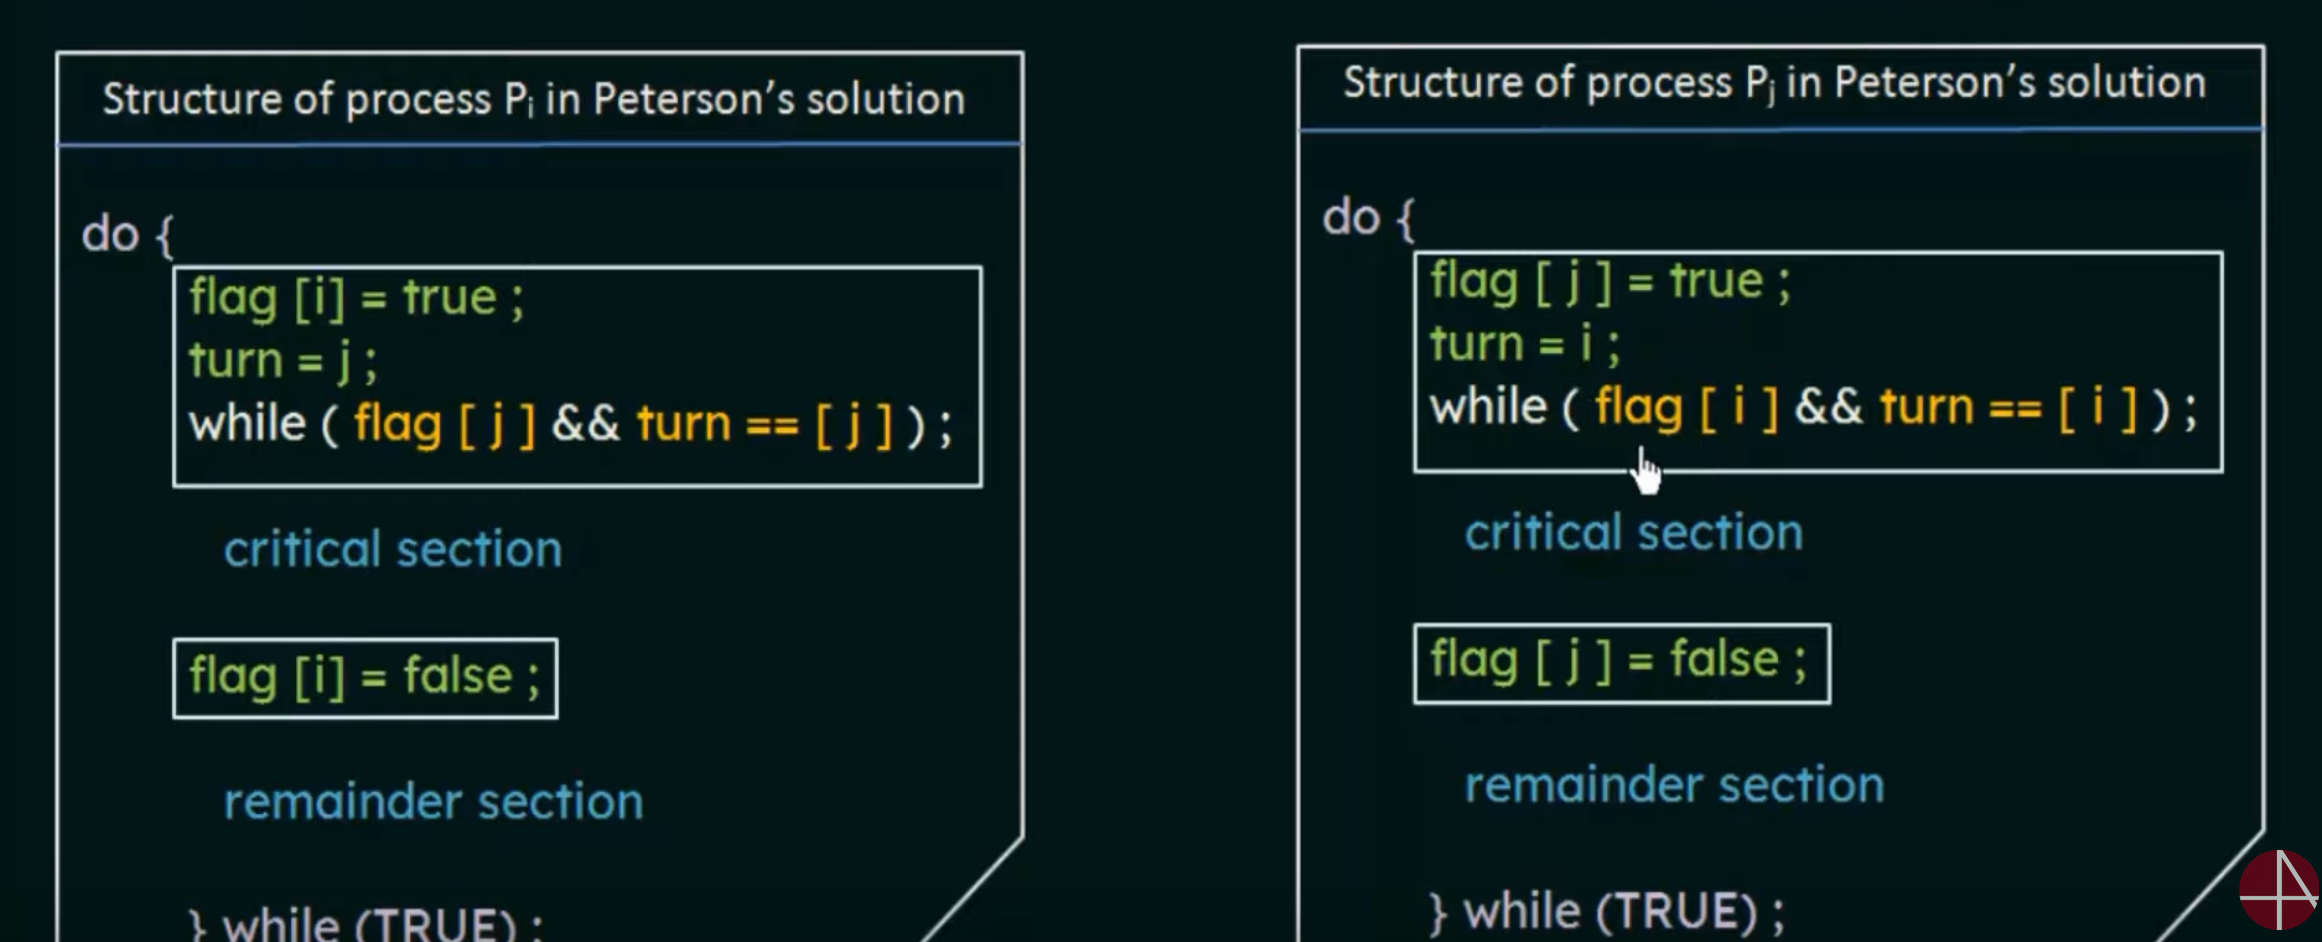 Structure of process Pi in Peterson's solution
do {
flag [i] = true ;
turn = j ;
while ( flag [ j ] && turn == [ j ] ) ;
critical section
flag [i] = false ;
remainder section
} while (TRUE) ;
Structure of process Pj in Peterson's solution
do {
flag [ j ] = true ;
turn = i ;
while ( flag [ i ] && turn == [ i ] ) ;
critical section
flag [ j ] = false ;
remainder section
} while (TRUE) ;